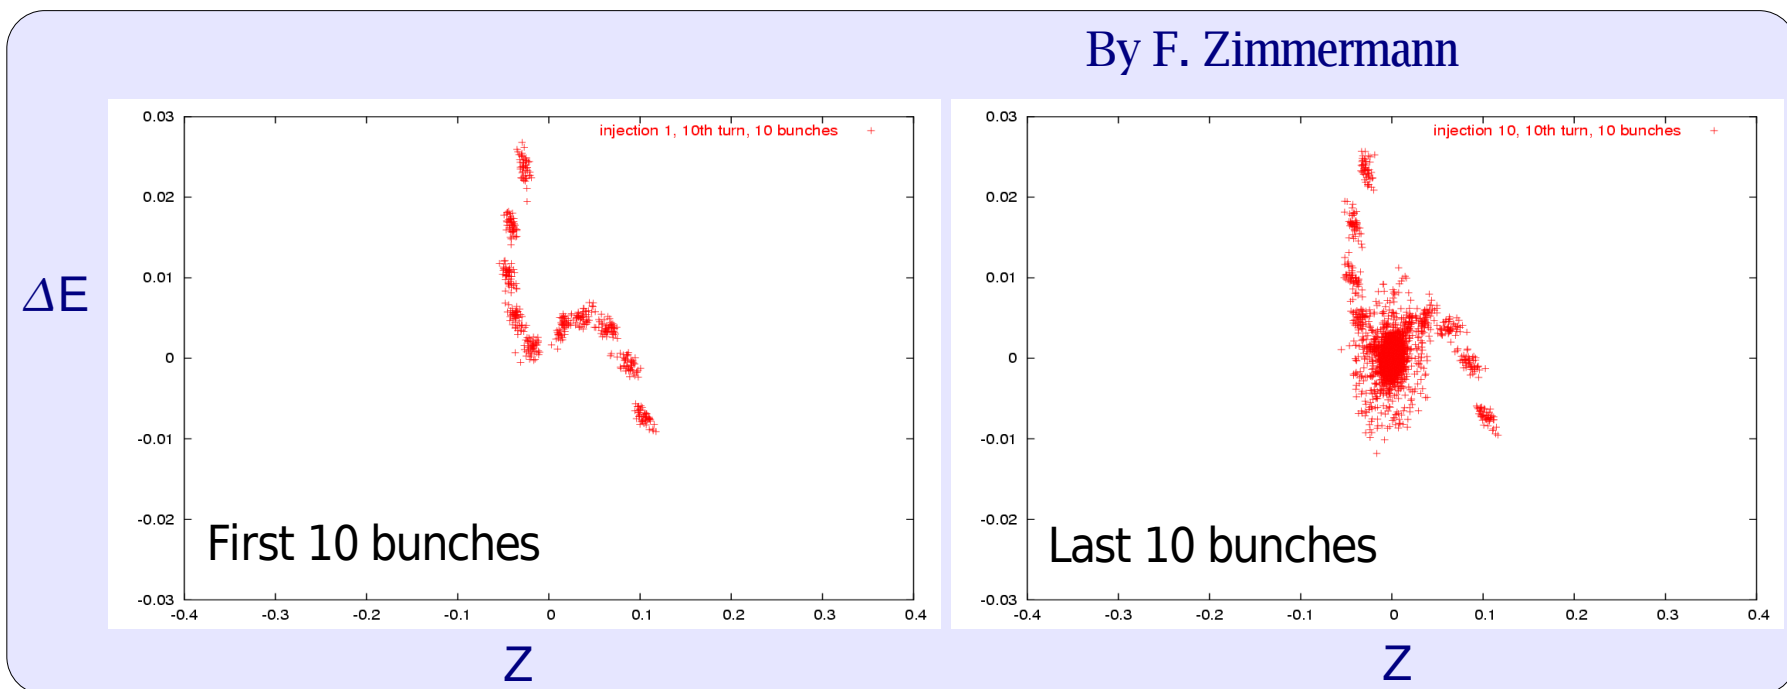 By F. Zimmermann
ΔE
0.03
0.02
0.01
0
-0.01
-0.02
-0.03
-0.4 -0.3 -0.2 -0.1 0 0.1 0.2 0.3 0.4
injection 1, 10th turn, 10 bunches
First 10 bunches
Z
0.03
0.02
0.01
0
-0.01
-0.02
-0.03
-0.4 -0.3 -0.2 -0.1 0 0.1 0.2 0.3 0.4
injection 10, 10th turn, 10 bunches
Last 10 bunches
Z